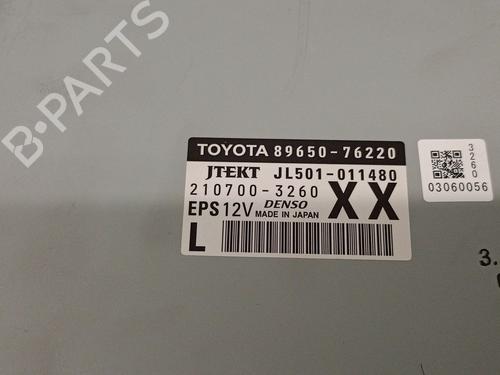 B-PARTS
TOYOTA 89650-76220
JTEKT JL501-011480
210700-3260 XX
EPS 12V DENSO
MADE IN JAPAN
L
3260
03060056
3.